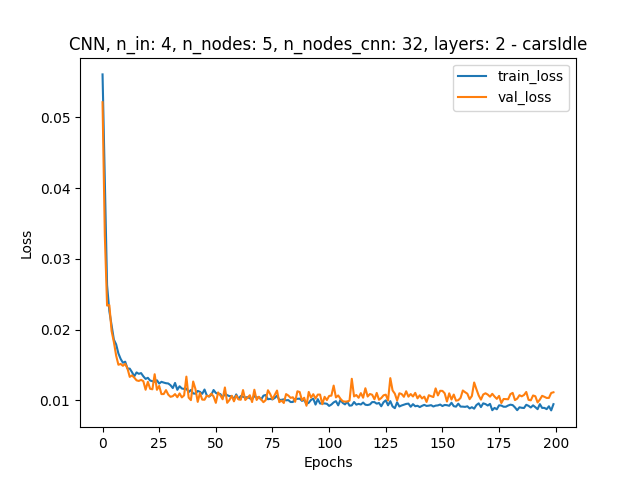 CNN, n_in: 4, n_nodes: 5, n_nodes_cnn: 32, layers: 2 - carsIdle
train_loss
val_loss
0.05
0.04
0.03
0.02
0.01
Loss
0 25 50 75 100 125 150 175 200
Epochs